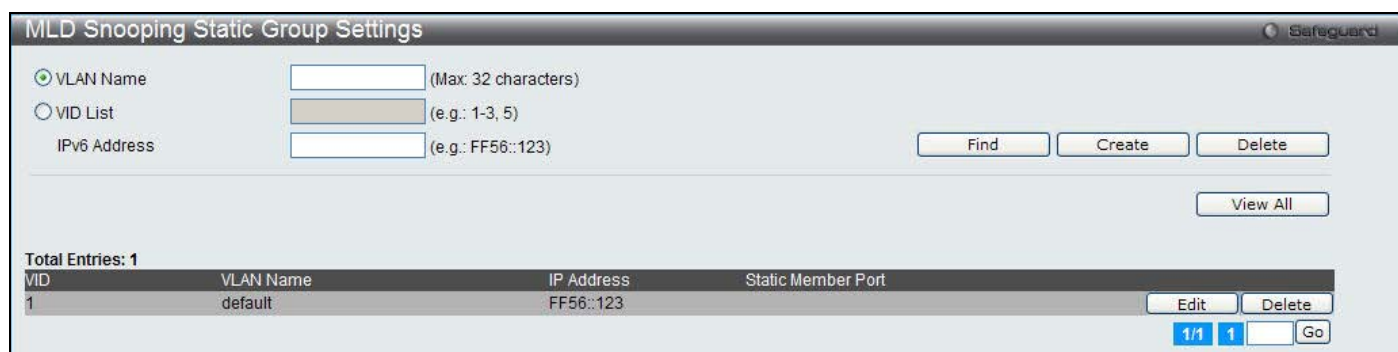 MLD Snooping Static Group Settings Safeguard
VLAN Name (Max: 32 characters)
VID List (e.g.: 1-3, 5)
IPv6 Address (e.g.: FF56::123) Find Create Delete
View All
Total Entries: 1
VID VLAN Name IP Address Static Member Port
1 default FF56::123 Edit Delete
1/1 1 Go